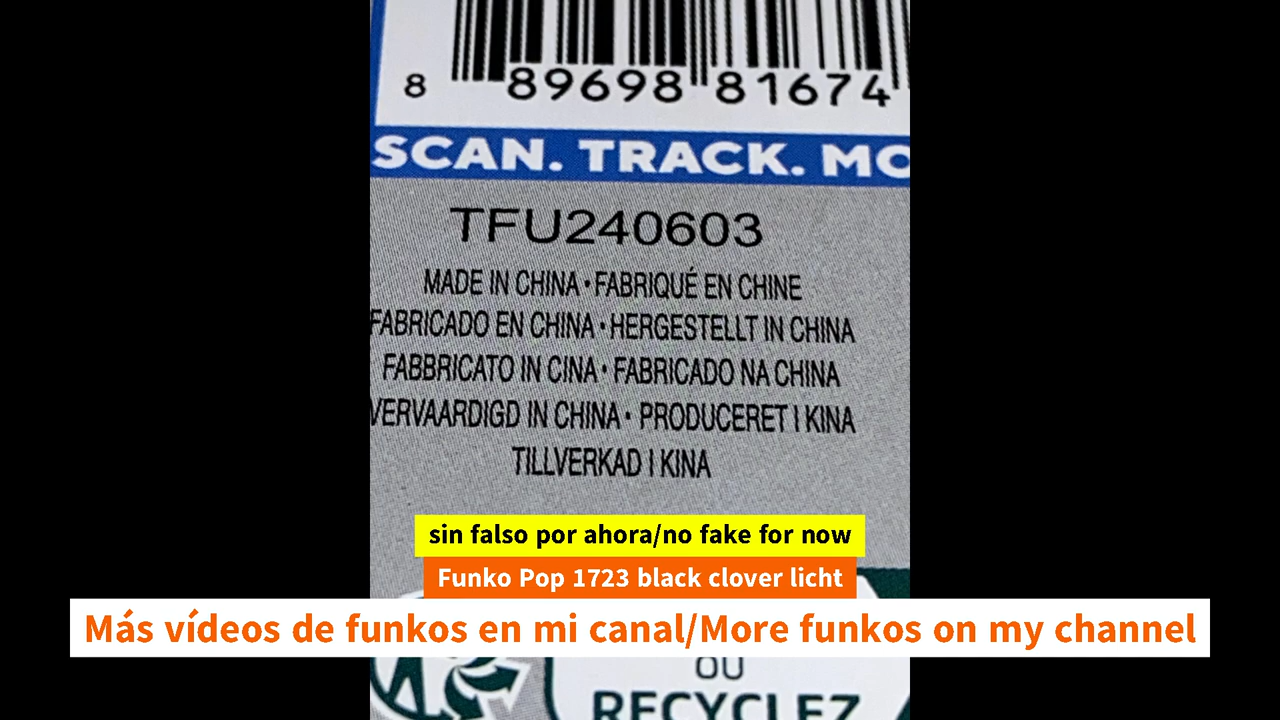 8 89698 81674
SCAN. TRACK. MO
TFU240603
MADE IN CHINA • FABRIQUÉ EN CHINE
FABRICADO EN CHINA • HERGESTELLT IN CHINA
FABBRICATO IN CINA • FABRICADO NA CHINA
VERVAARDIGD IN CHINA • PRODUCERET I KINA
TILLVERKAD I KINA
sin falso por ahora/no fake for now
Funko Pop 1723 black clover licht
Más vídeos de funkos en mi canal/More funkos on my channel
OU
RECYCLEZ